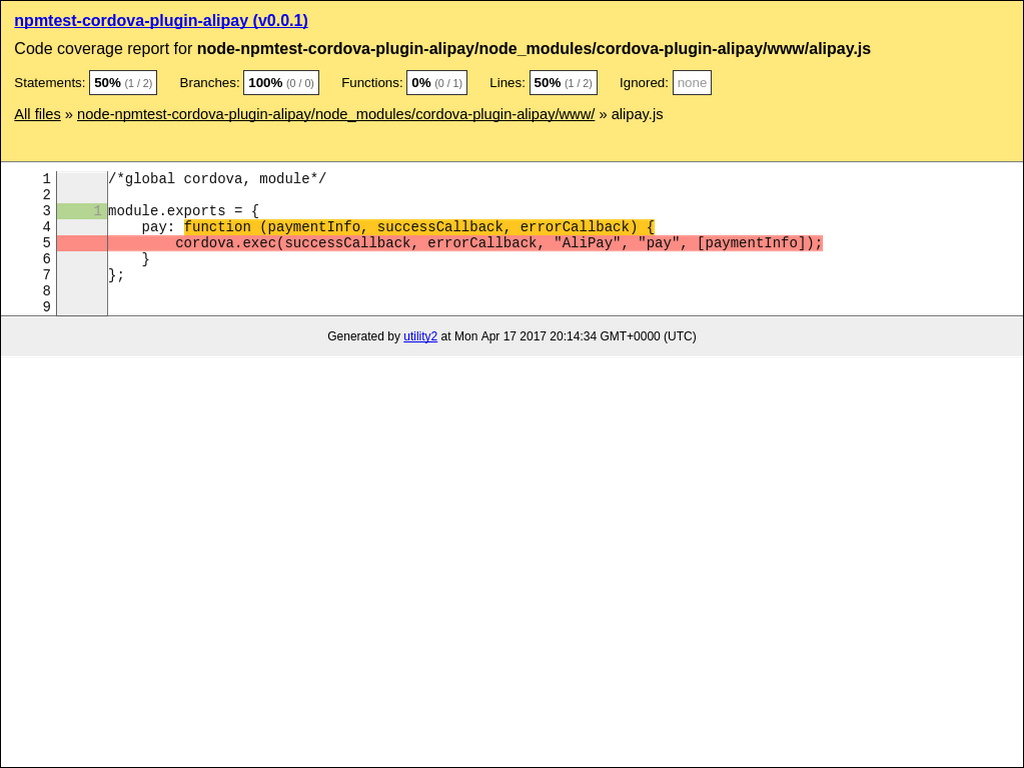 npmtest-cordova-plugin-alipay (v0.0.1)
Code coverage report for node-npmtest-cordova-plugin-alipay/node_modules/cordova-plugin-alipay/www/alipay.js
Statements: 50% (1 / 2) Branches: 100% (0 / 0) Functions: 0% (0 / 1) Lines: 50% (1 / 2) Ignored: none
All files » node-npmtest-cordova-plugin-alipay/node_modules/cordova-plugin-alipay/www/ » alipay.js
1 /*global cordova, module*/
2
3 1 module.exports = {
4     pay: function (paymentInfo, successCallback, errorCallback) {
5         cordova.exec(successCallback, errorCallback, "AliPay", "pay", [paymentInfo]);
6     }
7 };
8
9
Generated by utility2 at Mon Apr 17 2017 20:14:34 GMT+0000 (UTC)